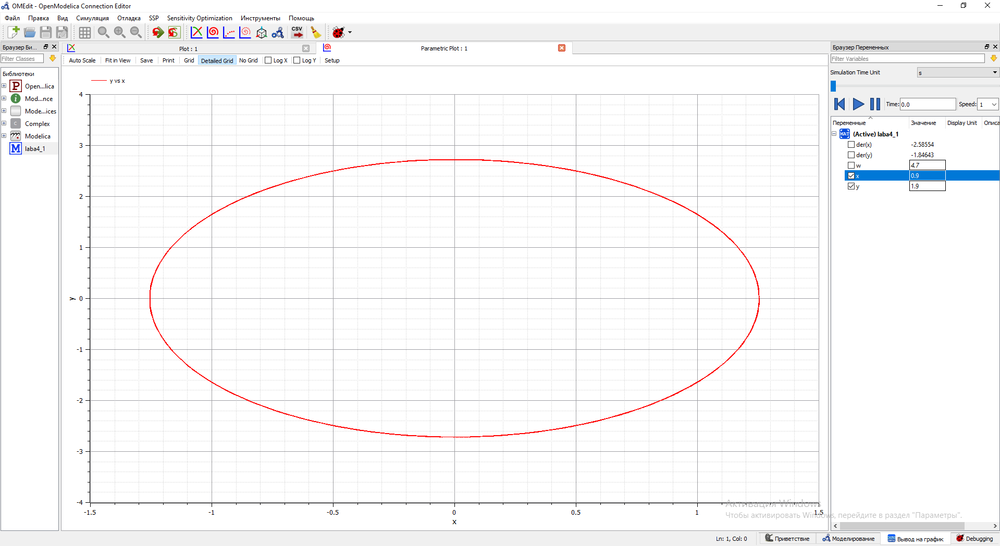 OMEdit - OpenModelica Connection Editor
Файл Правка Вид Симуляция Отладка SSP Sensitivity Optimization Инструменты Помощь
CSV
Браузер Би...
Filter Classes
Библиотеки
P Open...lica
i Mod...nce
Mode...ices
C Complex
Modelica
M laba4_1
Plot : 1
Parametric Plot : 1
Auto Scale Fit in View Save Print Grid Detailed Grid No Grid Log X Log Y Setup
y vs x
4
3
2
1
0
-1
-2
-3
-4
y
-1.5 -1 -0.5 0 0.5 1 1.5
x
Браузер Переменных
Filter Variables
Simulation Time Unit s
Time: 0.0 Speed: 1
Переменные Значение Display Unit Описа
MAT (Active) laba4_1
der(x) -2.58554
der(y) -1.84643
w 4.7
x 0.9
y 1.9
Активация Windows
Чтобы активировать Windows, перейдите в раздел "Параметры".
Ln: 1, Col: 0 Приветствие Моделирование Вывод на график Debugging